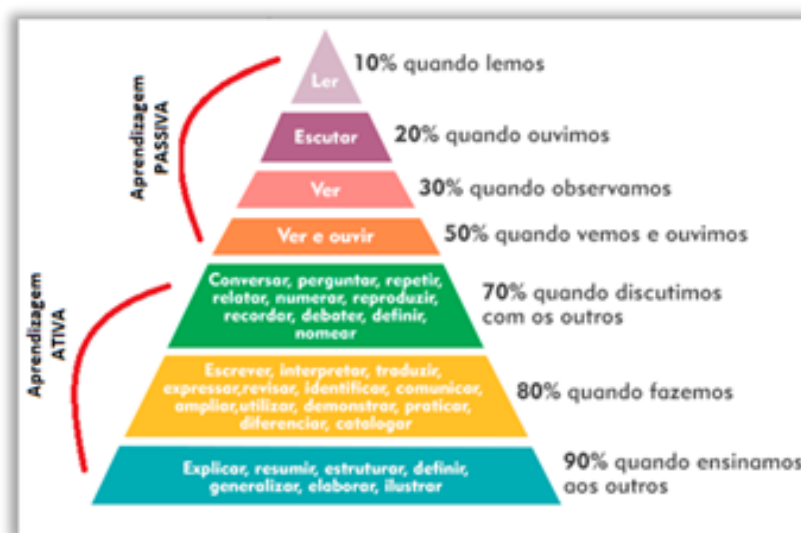 Aprendizagem
PASSIVA
Ler
10% quando lemos
Escutar
20% quando ouvimos
Ver
30% quando observamos
Ver e ouvir
50% quando vemos e ouvimos
Aprendizagem
ATIVA
Conversar, perguntar, repetir,
relatar, numerar, reproduzir,
recordar, debater, definir,
nomear
70% quando discutimos
com os outros
Escrever, interpretar, traduzir,
expressar,revisar, identificar, comunicar,
ampliar,utilizar, demonstrar, praticar,
diferenciar, catalogar
80% quando fazemos
Explicar, resumir, estruturar, definir,
generalizar, elaborar, ilustrar
90% quando ensinamos
aos outros